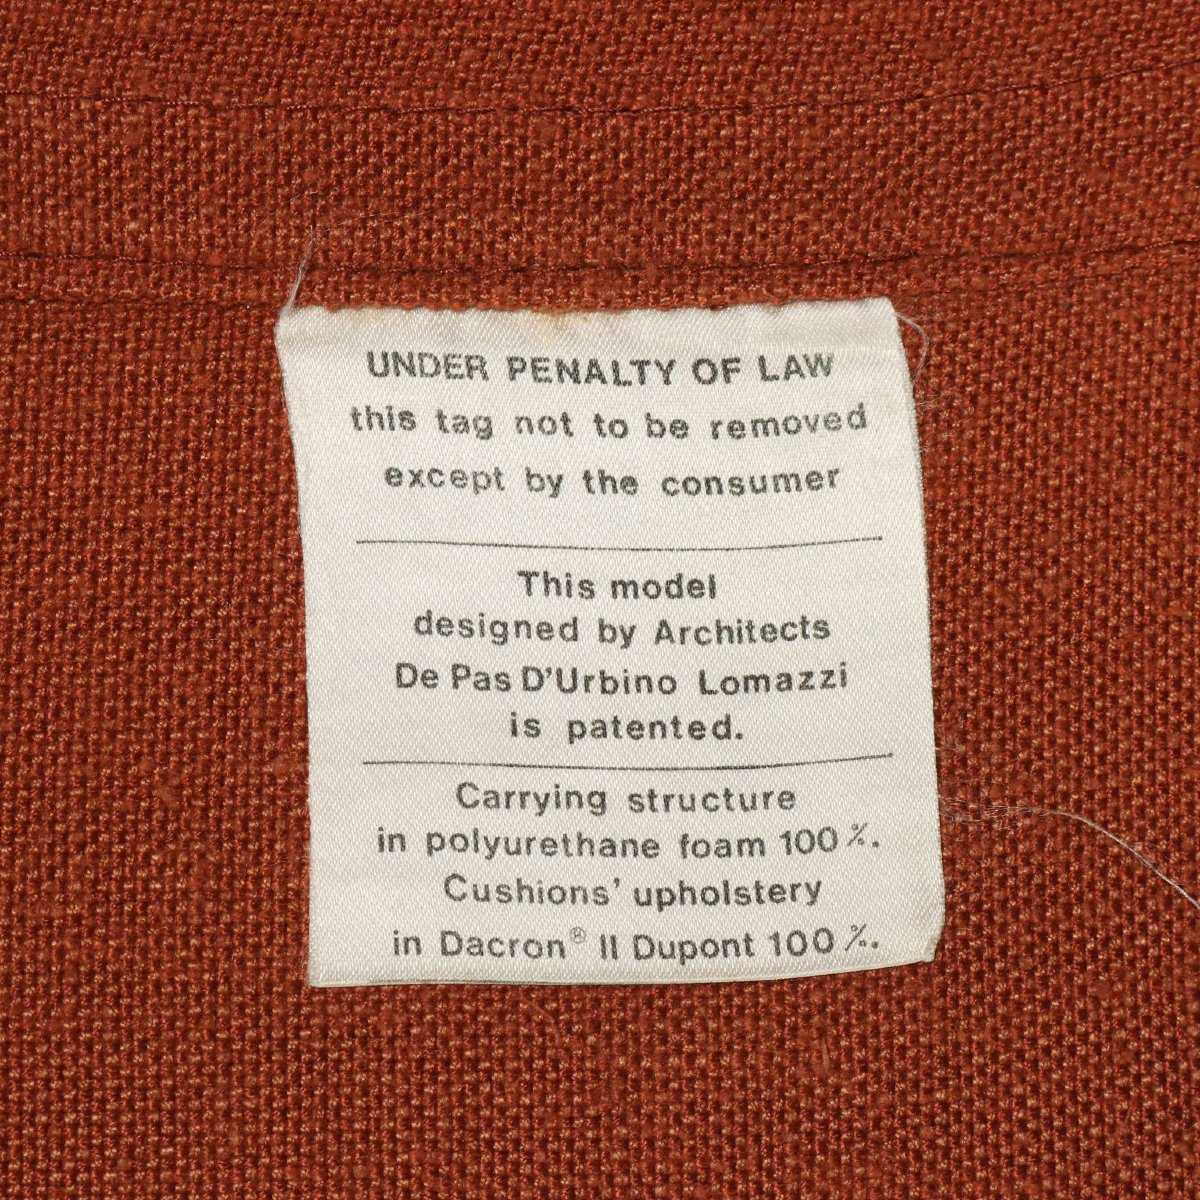 UNDER PENALTY OF LAW
this tag not to be removed
except by the consumer
This model
designed by Architects
De Pas D'Urbino Lomazzi
is patented.
Carrying structure
in polyurethane foam 100 %.
Cushions' upholstery
in Dacron® II Dupont 100 %.